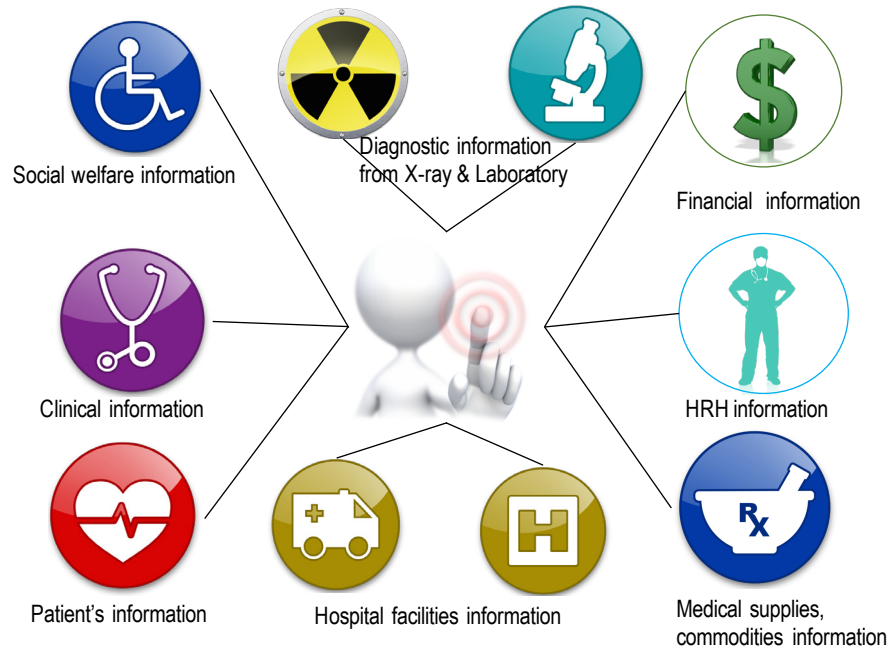 Diagnostic information
from X-ray & Laboratory
Social welfare information
Financial information
Clinical information
HRH information
H
Rx
Patient's information
Hospital facilities information
Medical supplies,
commodities information